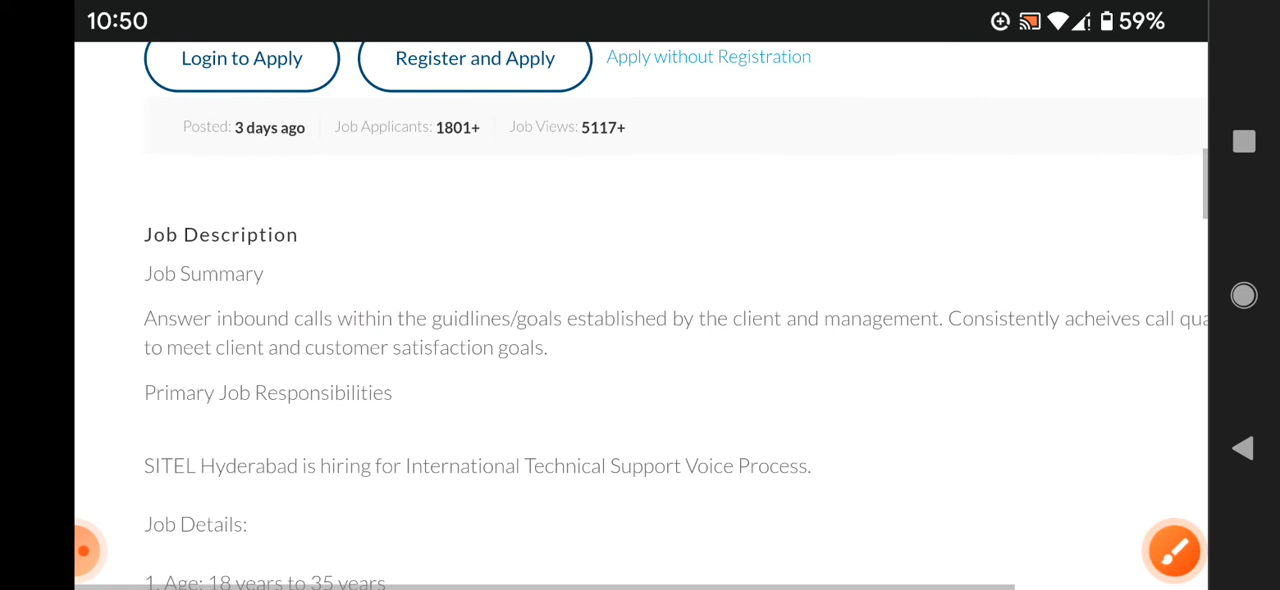 10:50
59%
Login to Apply
Register and Apply
Apply without Registration
Posted: 3 days ago
Job Applicants: 1801+
Job Views: 5117+
Job Description
Job Summary
Answer inbound calls within the guidlines/goals established by the client and management. Consistently acheives call
to meet client and customer satisfaction goals.
Primary Job Responsibilities
SITEL Hyderabad is hiring for International Technical Support Voice Process.
Job Details:
1. Age: 18 years to 35 years